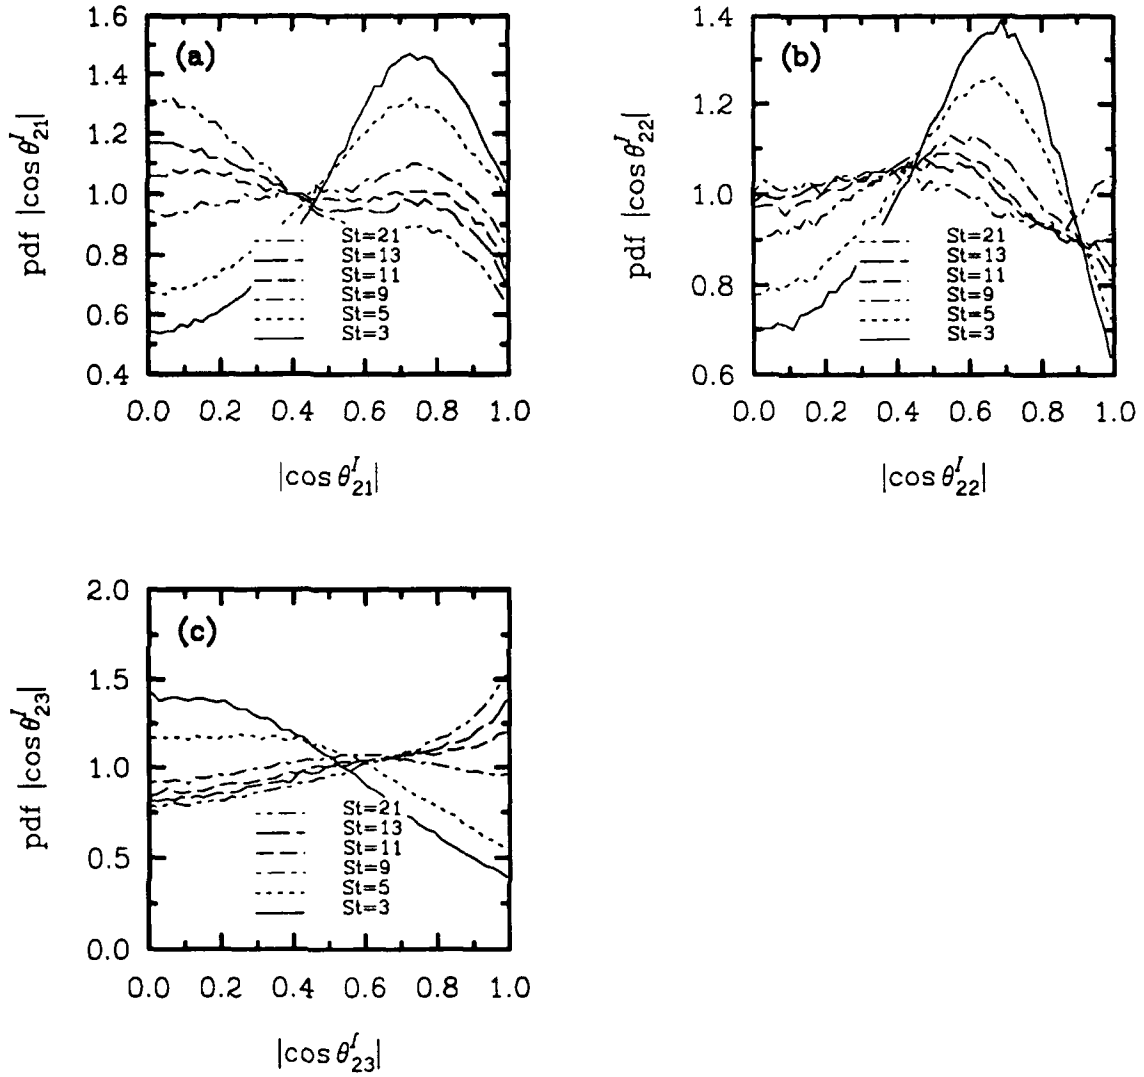 (a)
pdf |cos θ^I_21|
1.6
1.4
1.2
1.0
0.8
0.6
0.4
St=21
St=13
St=11
St=9
St=5
St=3
0.0 0.2 0.4 0.6 0.8 1.0
|cos θ^I_21|
(b)
pdf |cos θ^I_22|
1.4
1.2
1.0
0.8
0.6
St=21
St=13
St=11
St=9
St=5
St=3
0.0 0.2 0.4 0.6 0.8 1.0
|cos θ^I_22|
(c)
pdf |cos θ^I_23|
2.0
1.5
1.0
0.5
0.0
St=21
St=13
St=11
St=9
St=5
St=3
0.0 0.2 0.4 0.6 0.8 1.0
|cos θ^I_23|